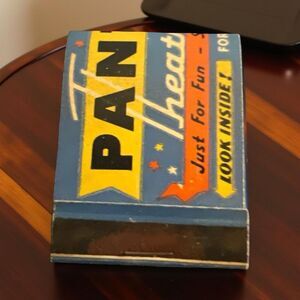 The
PAN
Theat
Just For Fun - S
LOOK INSIDE!
FOR